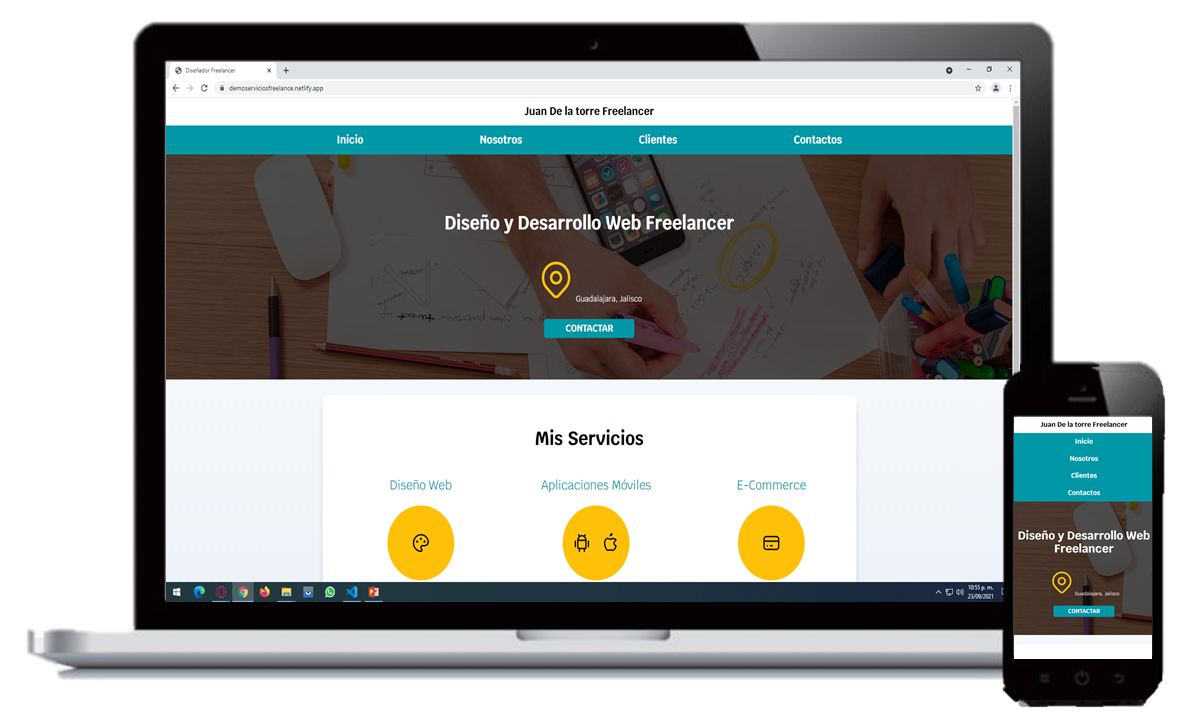 Diseñador Freelancer
demoserviciosfreelance.netlify.app
Juan De la torre Freelancer
Inicio Nosotros Clientes Contactos
Diseño y Desarrollo Web Freelancer
Guadalajara, Jalisco
CONTACTAR
Mis Servicios
Diseño Web Aplicaciones Móviles E-Commerce
10:55 p. m.
23/09/2021
Juan De la torre Freelancer
Inicio
Nosotros
Clientes
Contactos
Diseño y Desarrollo Web
Freelancer
Guadalajara, Jalisco
CONTACTAR